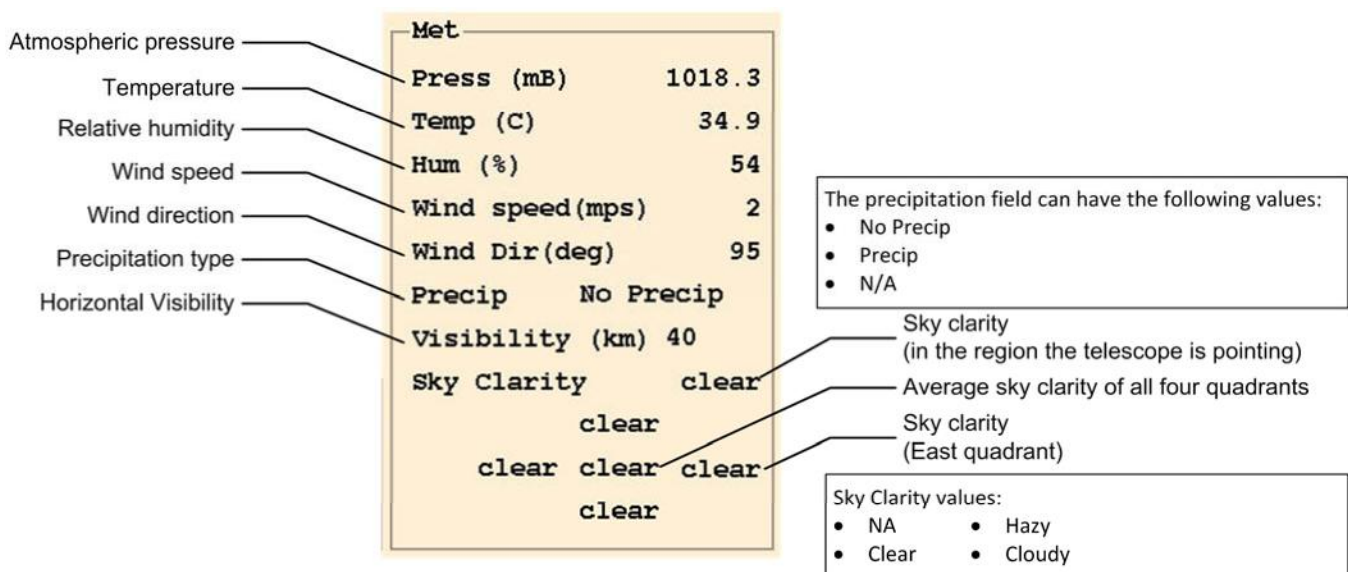 Atmospheric pressure
Temperature
Relative humidity
Wind speed
Wind direction
Precipitation type
Horizontal Visibility
Met
Press (mB) 1018.3
Temp (C) 34.9
Hum (%) 54
Wind speed(mps) 2
Wind Dir(deg) 95
Precip No Precip
Visibility (km) 40
Sky Clarity clear
clear
clear clear clear
clear
The precipitation field can have the following values:
• No Precip
• Precip
• N/A
Sky clarity
(in the region the telescope is pointing)
Average sky clarity of all four quadrants
Sky clarity
(East quadrant)
Sky Clarity values:
• NA • Hazy
• Clear • Cloudy